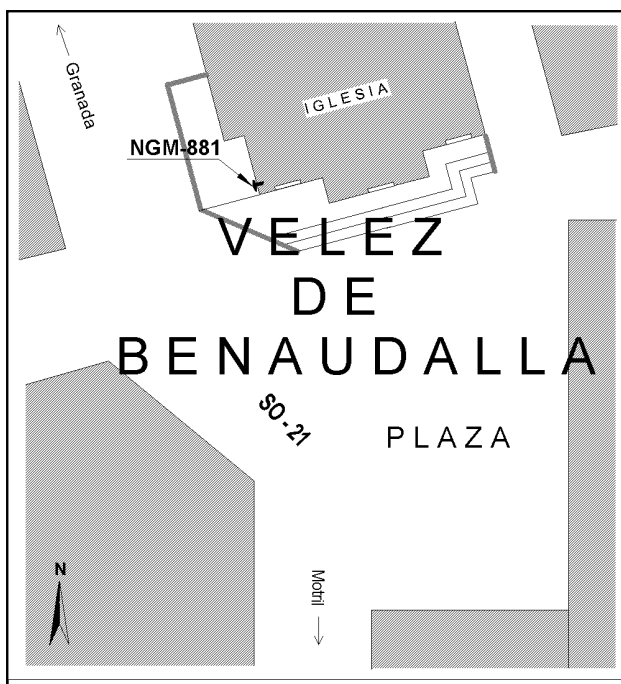 Granada
IGLESIA
NGM-881
VELEZ
DE
BENAUDALLA
SO-21
PLAZA
N
Motril